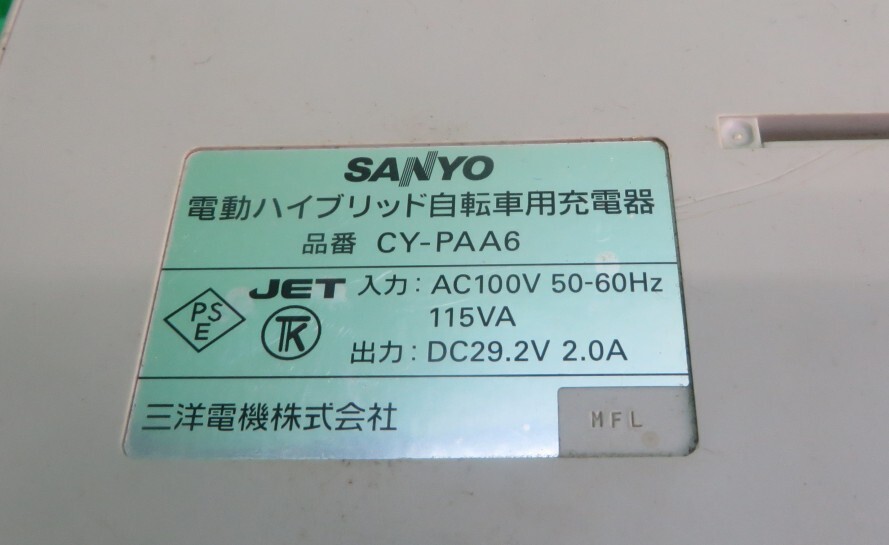 SANYO
電動ハイブリッド自転車用充電器
品番 CY-PAA6
PS
E
JET
TK
入力: AC100V 50-60Hz
115VA
出力: DC29.2V 2.0A
三洋電機株式会社
MFL